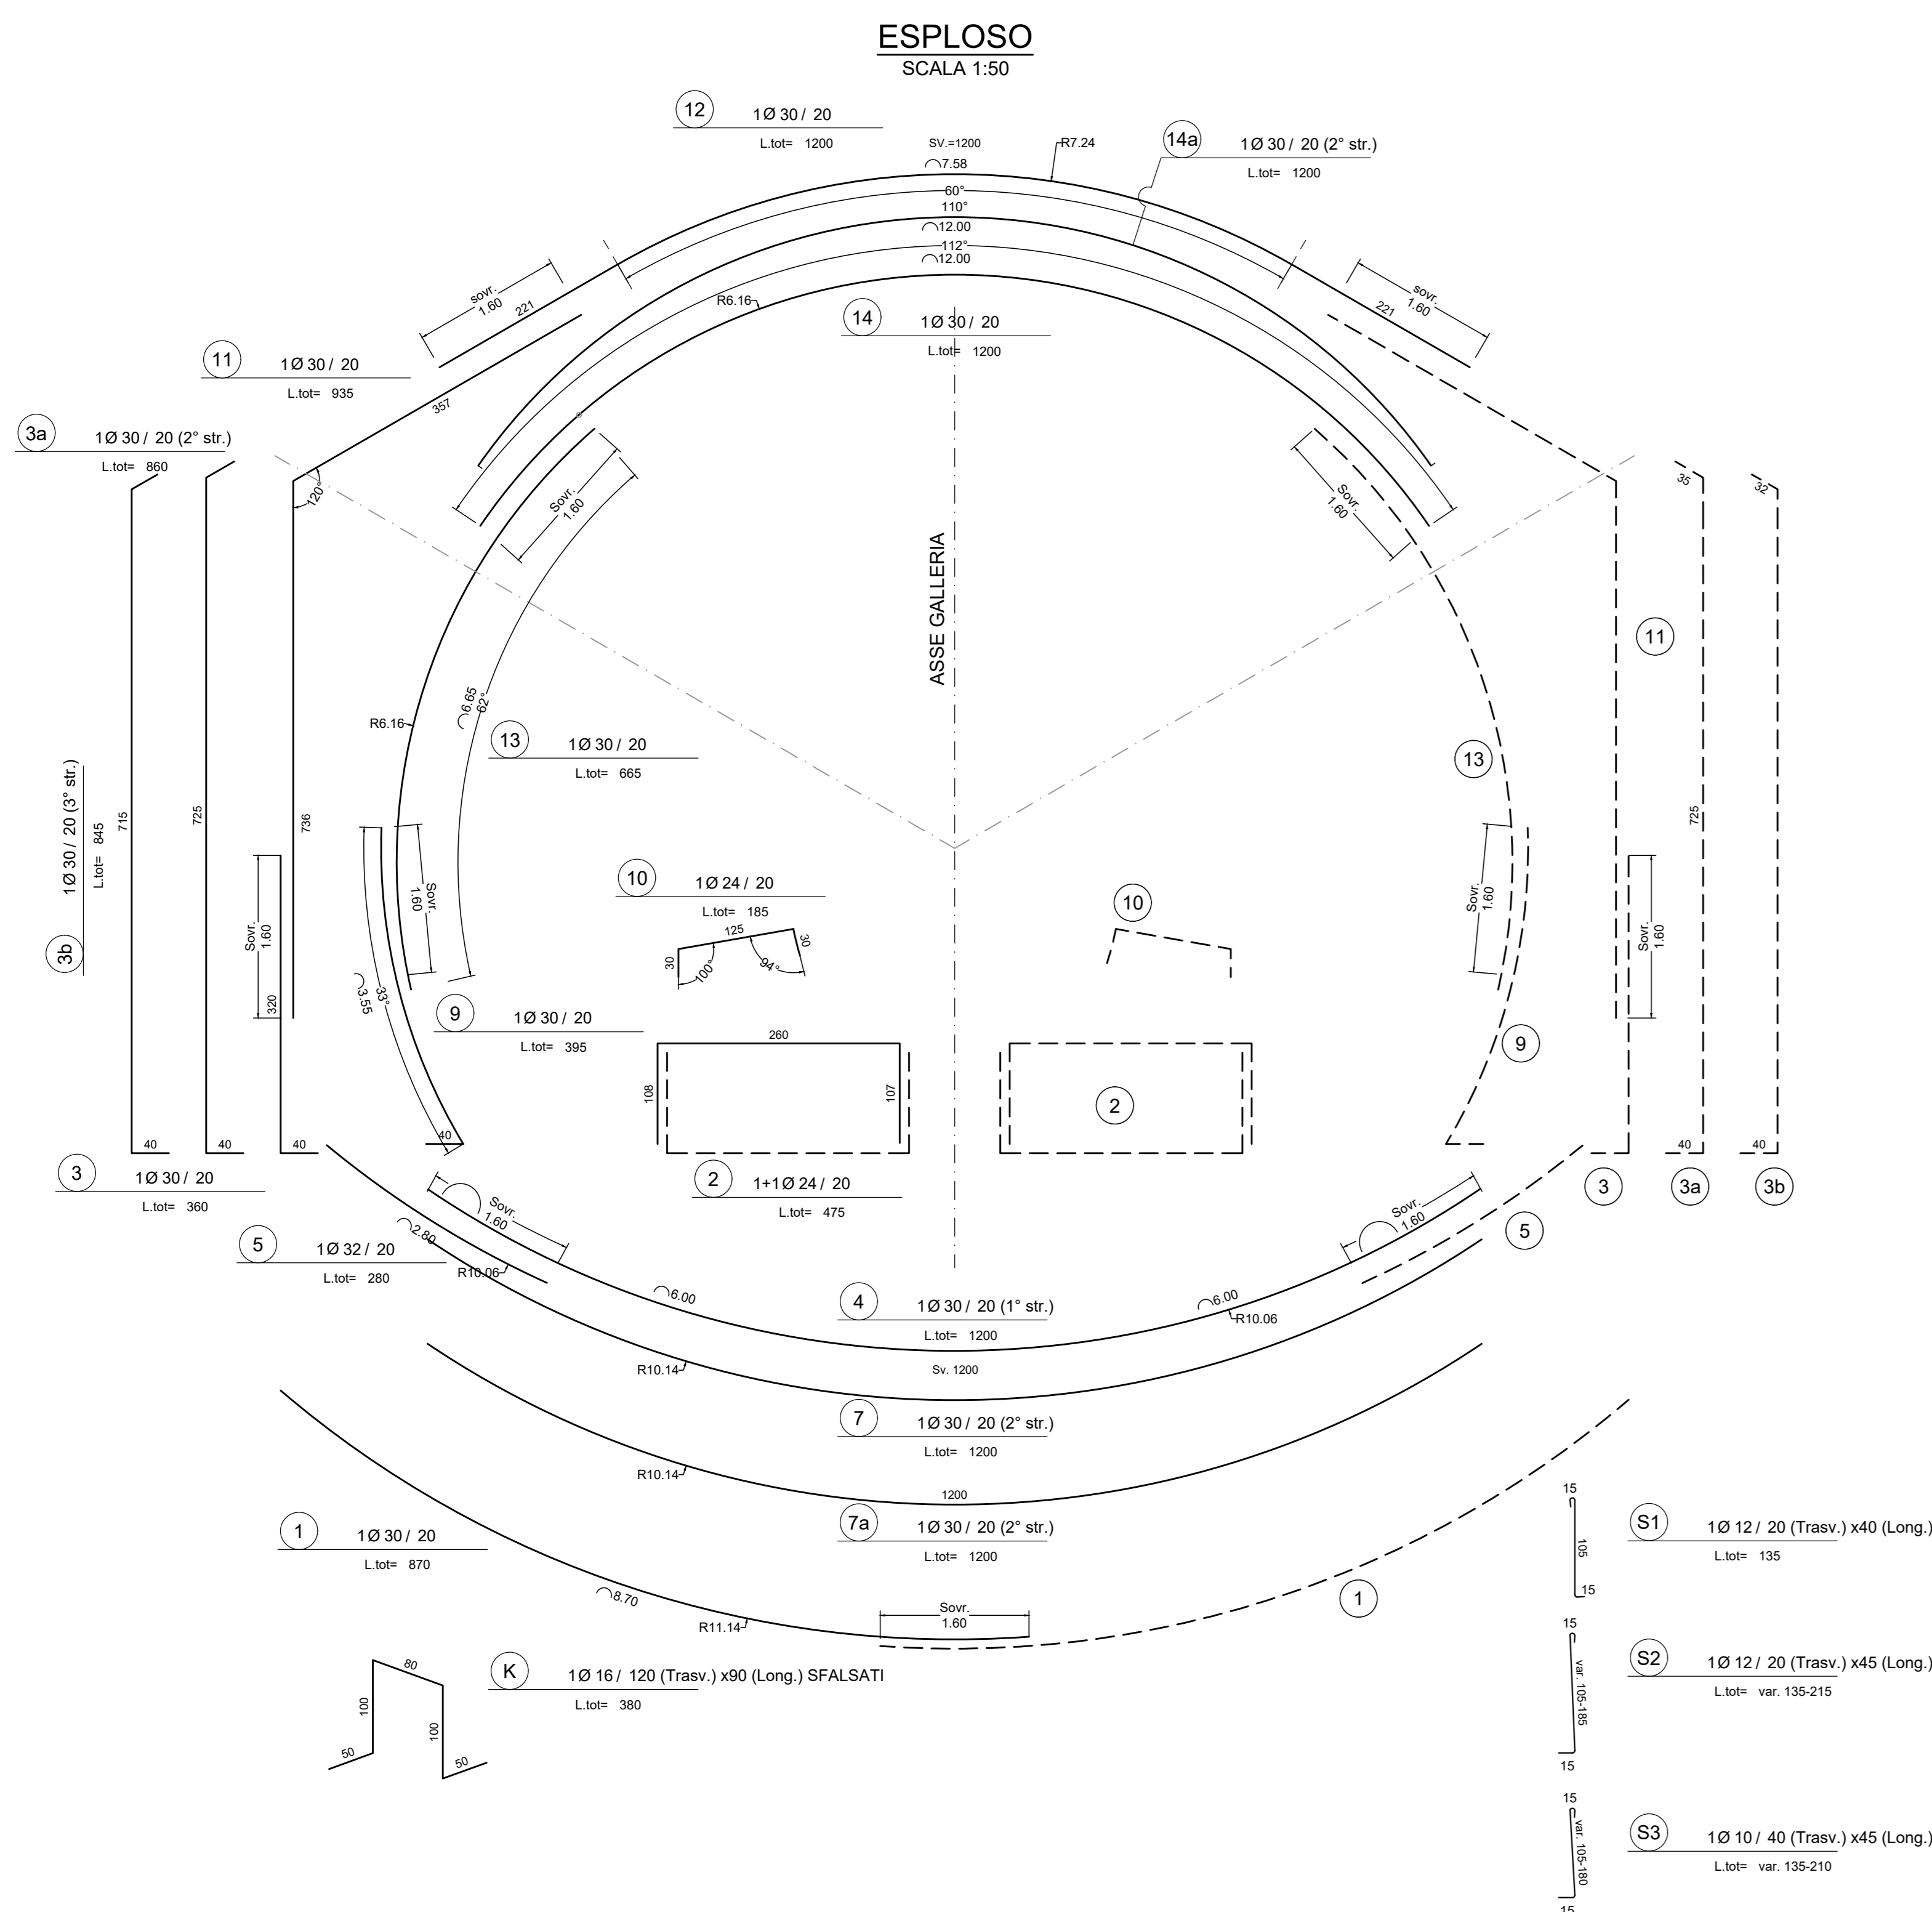 ESPLOSO
SCALA 1:50
12 1Ø 30 / 20
L.tot= 1200
SV.=1200
7.58
R7.24
14a 1Ø 30 / 20 (2° str.)
L.tot= 1200
60°
110°
12.00
112°
12.00
sovr.
1.60
221
sovr.
1.60
221
R6.16
14 1Ø 30 / 20
L.tot= 1200
11 1Ø 30 / 20
L.tot= 935
357
3a 1Ø 30 / 20 (2° str.)
L.tot= 860
120°
Sovr.
1.60
Sovr.
1.60
35
32
ASSE GALLERIA
11
6.65
62°
R6.16
13 1Ø 30 / 20
L.tot= 665
13
3b 1Ø 30 / 20 (3° str.)
L.tot= 845
715
725
736
725
Sovr.
1.60
320
Sovr.
1.60
33°
3.55
10 1Ø 24 / 20
L.tot= 185
125
30
30
100°
94°
10
Sovr.
1.60
Sovr.
1.60
9 1Ø 30 / 20
L.tot= 395
9
260
108
107
2
40
40
40
40
40
40
3 1Ø 30 / 20
L.tot= 360
2 1+1Ø 24 / 20
L.tot= 475
3
3a
3b
Sovr.
1.60
Sovr.
1.60
2.80
5 1Ø 32 / 20
L.tot= 280
R10.06
5
6.00
4 1Ø 30 / 20 (1° str.)
L.tot= 1200
6.00
R10.06
R10.14
Sv. 1200
7 1Ø 30 / 20 (2° str.)
L.tot= 1200
R10.14
1200
7a 1Ø 30 / 20 (2° str.)
L.tot= 1200
1 1Ø 30 / 20
L.tot= 870
8.70
R11.14
Sovr.
1.60
1
15
105
15
S1 1Ø 12 / 20 (Trasv.) x40 (Long.)
L.tot= 135
15
var. 105-185
15
S2 1Ø 12 / 20 (Trasv.) x45 (Long.)
L.tot= var. 135-215
80
100
100
50
50
K 1Ø 16 / 120 (Trasv.) x90 (Long.) SFALSATI
L.tot= 380
15
var. 105-180
15
S3 1Ø 10 / 40 (Trasv.) x45 (Long.)
L.tot= var. 135-210